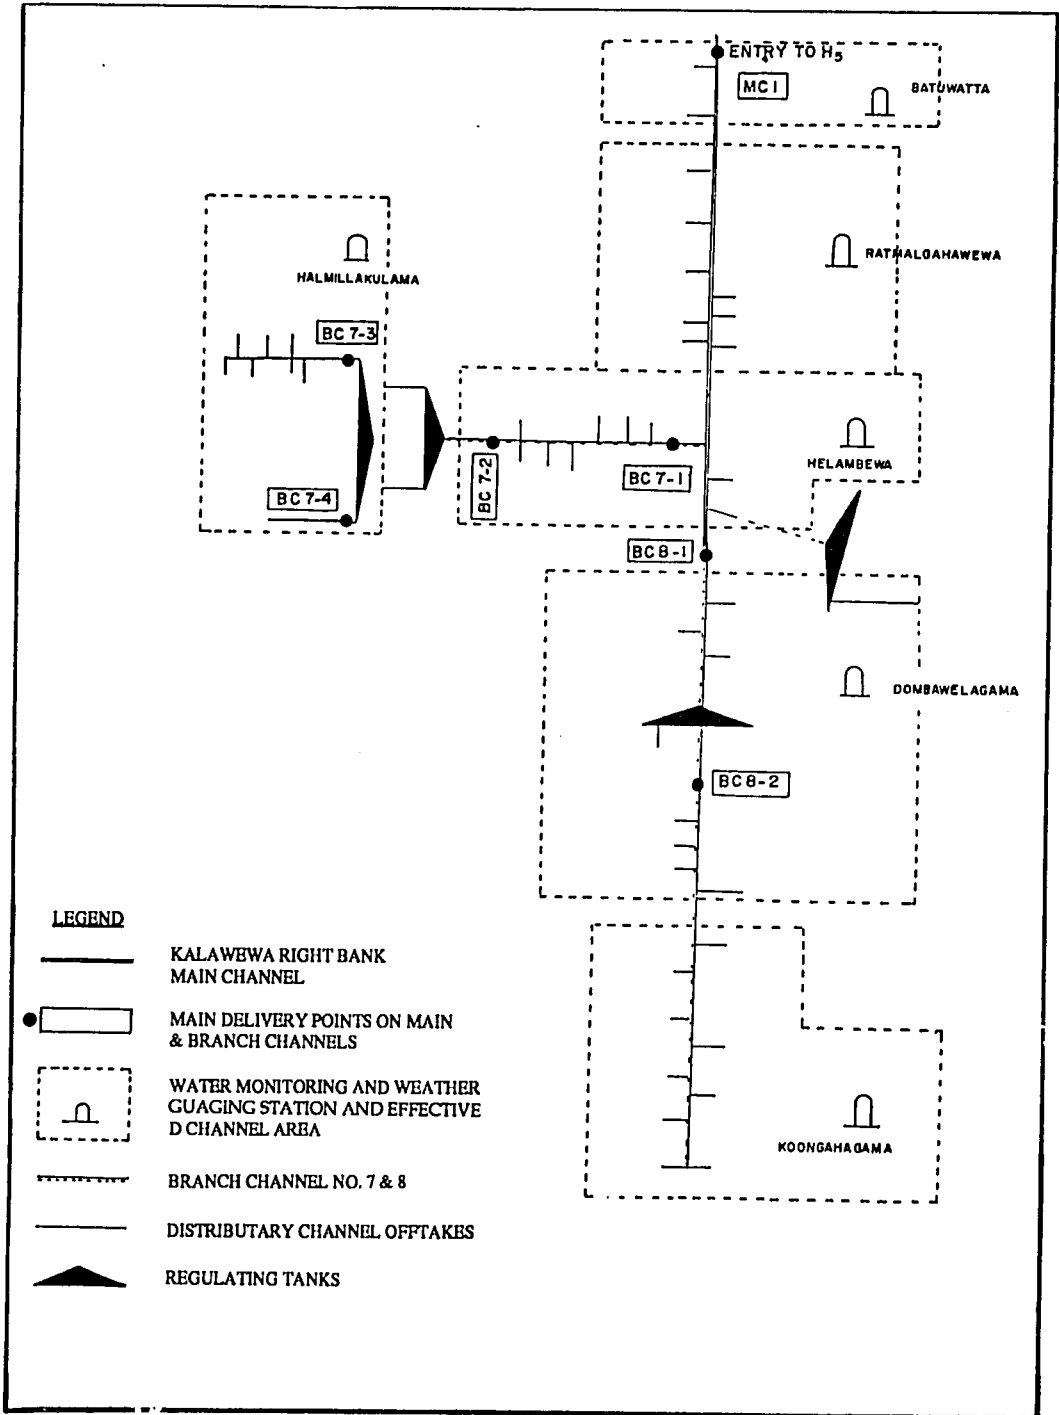 ENTRY TO H5
MC 1
BATUWATTA
RATMALGAHAWEWA
HALMILLAKULAMA
BC 7-3
HELAMBEWA
BC 7-2
BC 7-1
BC 7-4
BC 8-1
DOMBAWELAGAMA
BC 8-2
LEGEND
KALAWEWA RIGHT BANK
MAIN CHANNEL
MAIN DELIVERY POINTS ON MAIN
& BRANCH CHANNELS
WATER MONITORING AND WEATHER
GUAGING STATION AND EFFECTIVE
D CHANNEL AREA
KOONGAHAGAMA
BRANCH CHANNEL NO. 7 & 8
DISTRIBUTARY CHANNEL OFFTAKES
REGULATING TANKS